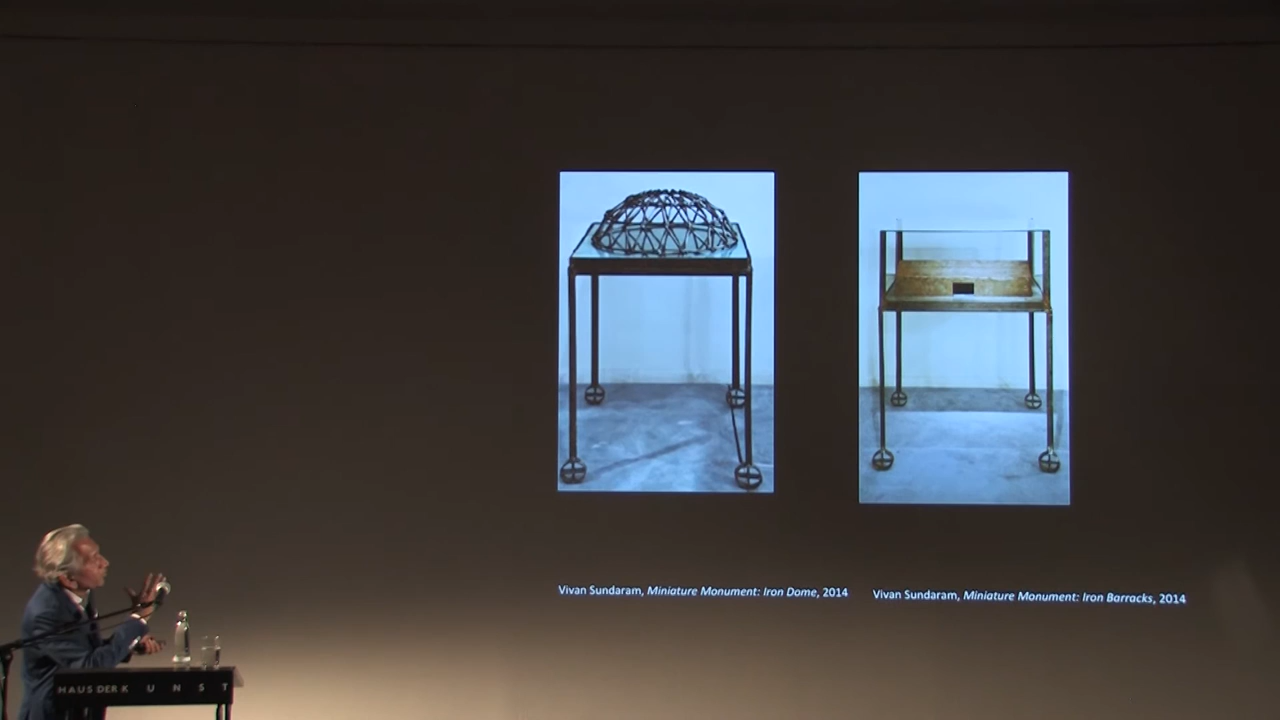 Vivan Sundaram, Miniature Monument: Iron Dome, 2014
Vivan Sundaram, Miniature Monument: Iron Barracks, 2014
HAUS DER K U N S T